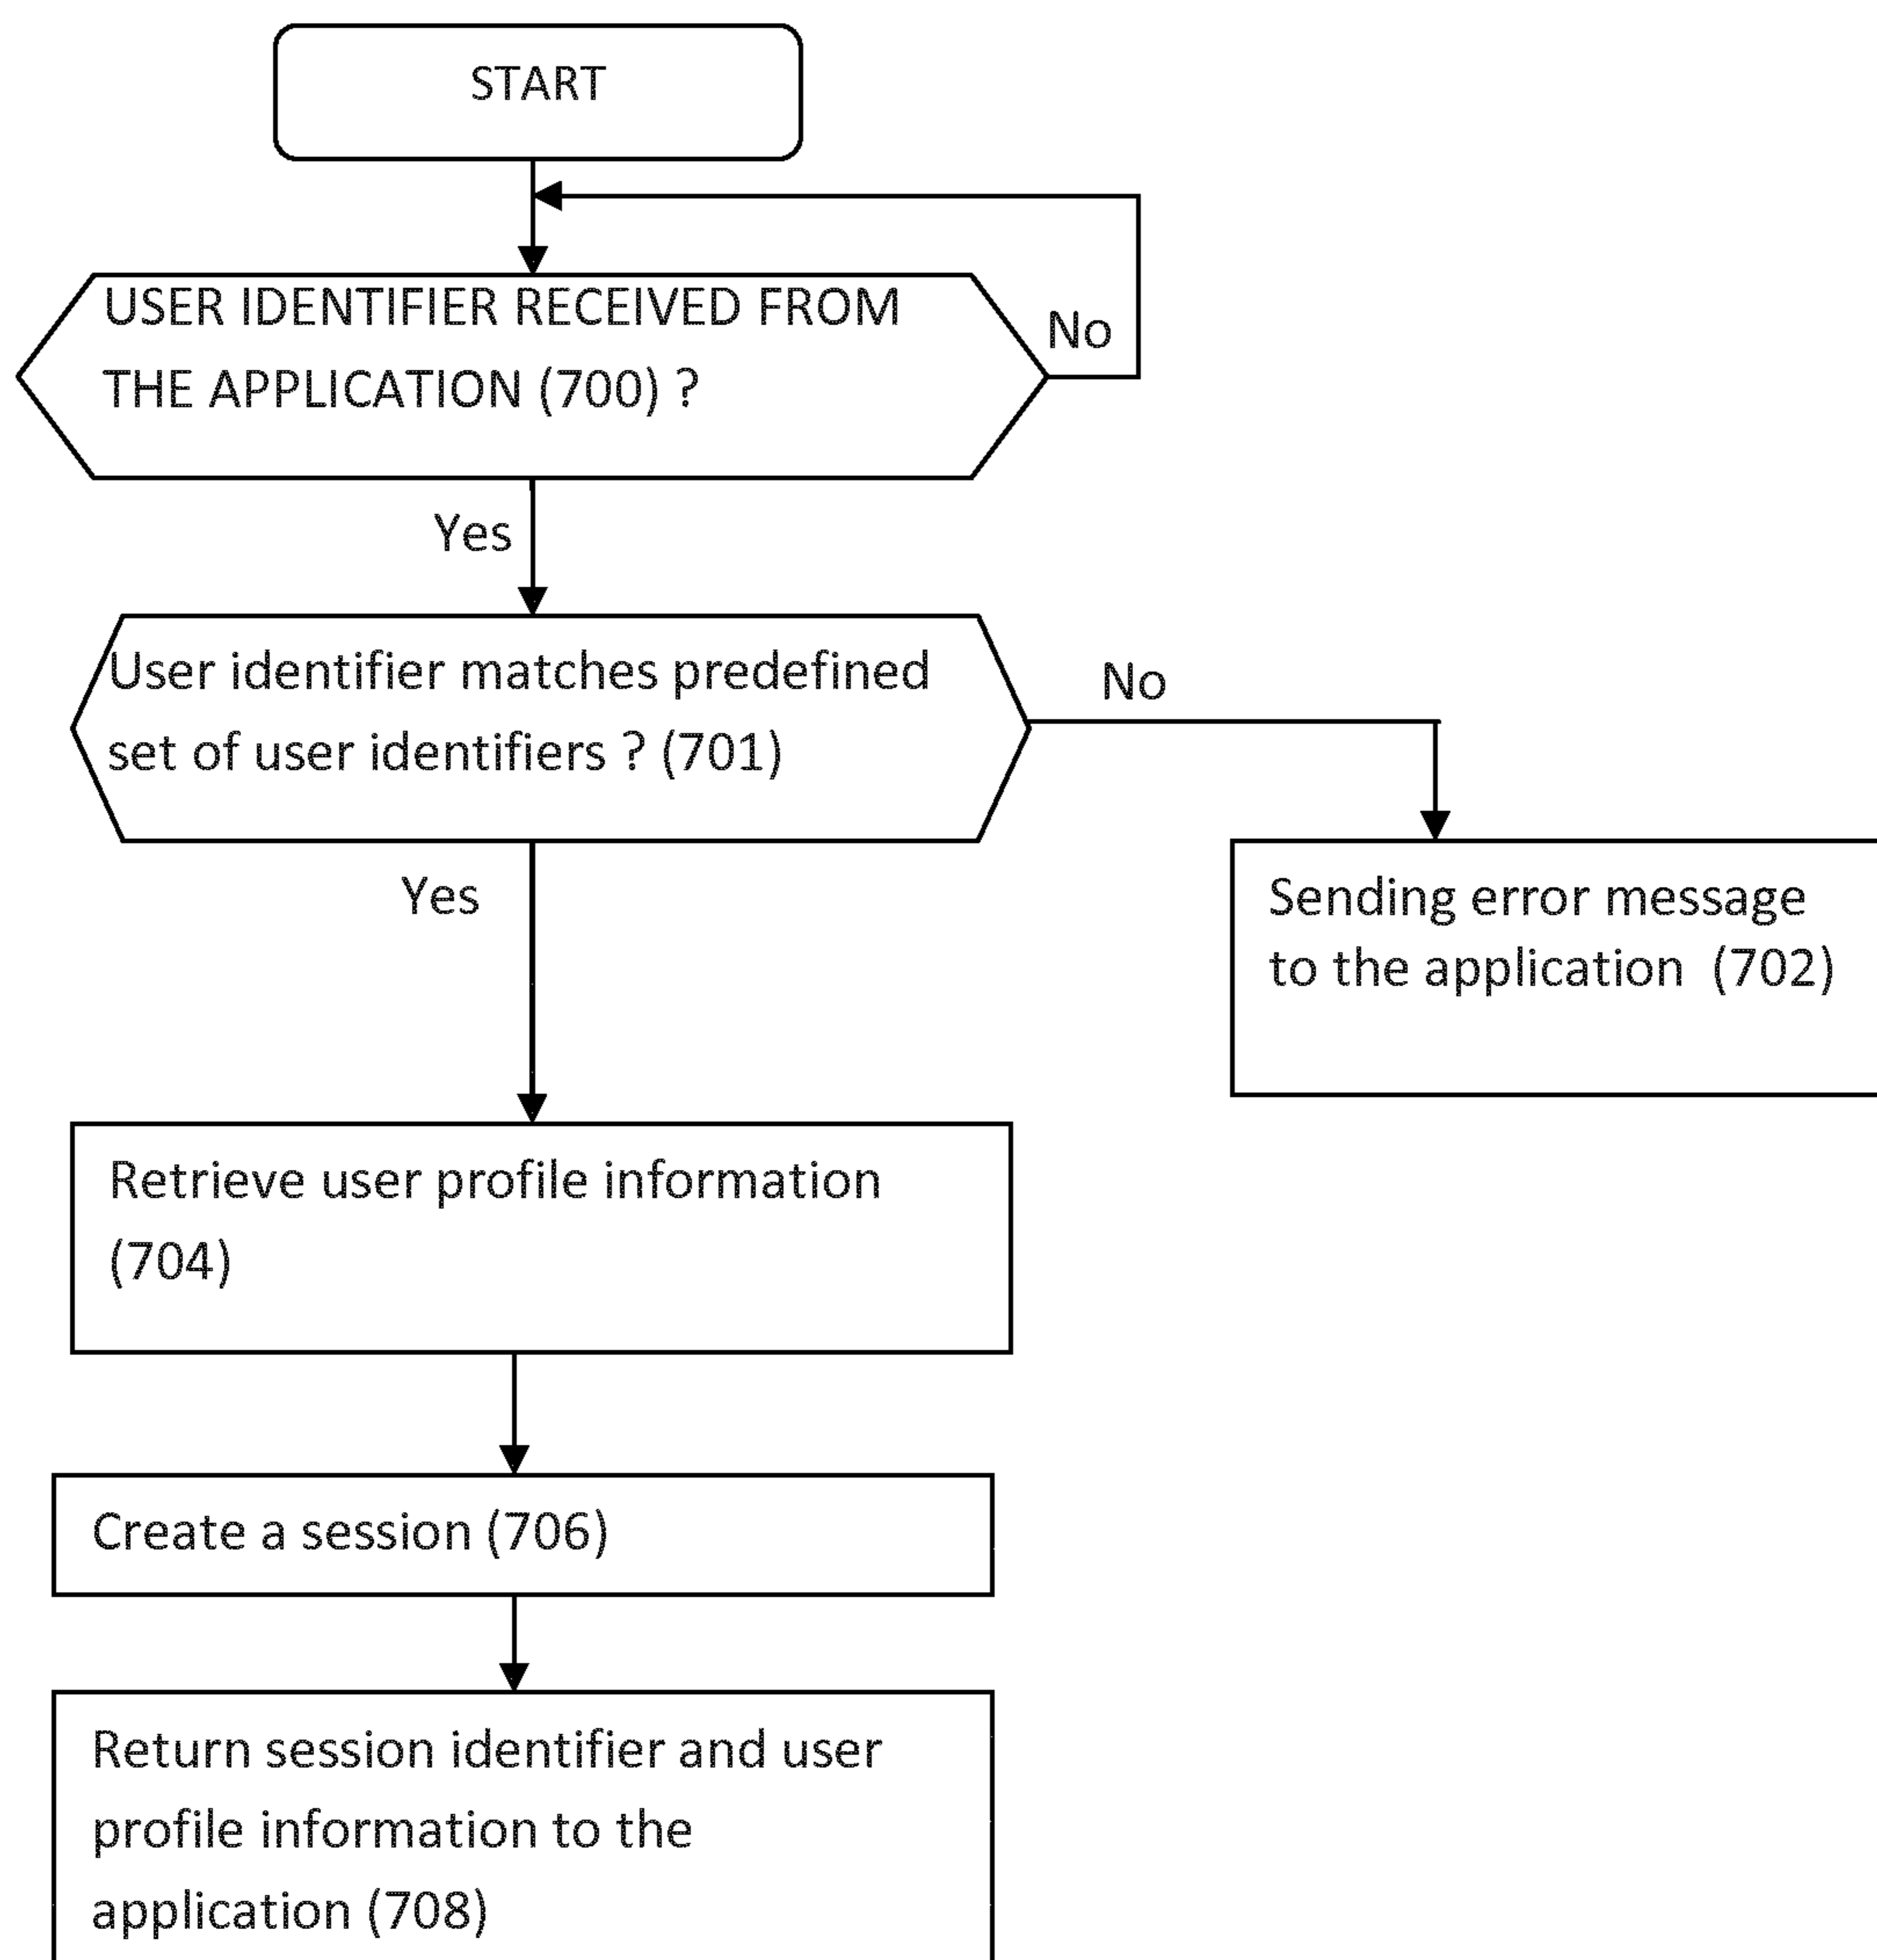 START
USER IDENTIFIER RECEIVED FROM
THE APPLICATION (700) ?
No
Yes
User identifier matches predefined
set of user identifiers ? (701)
No
Yes
Sending error message
to the application (702)
Retrieve user profile information
(704)
Create a session (706)
Return session identifier and user
profile information to the
application (708)